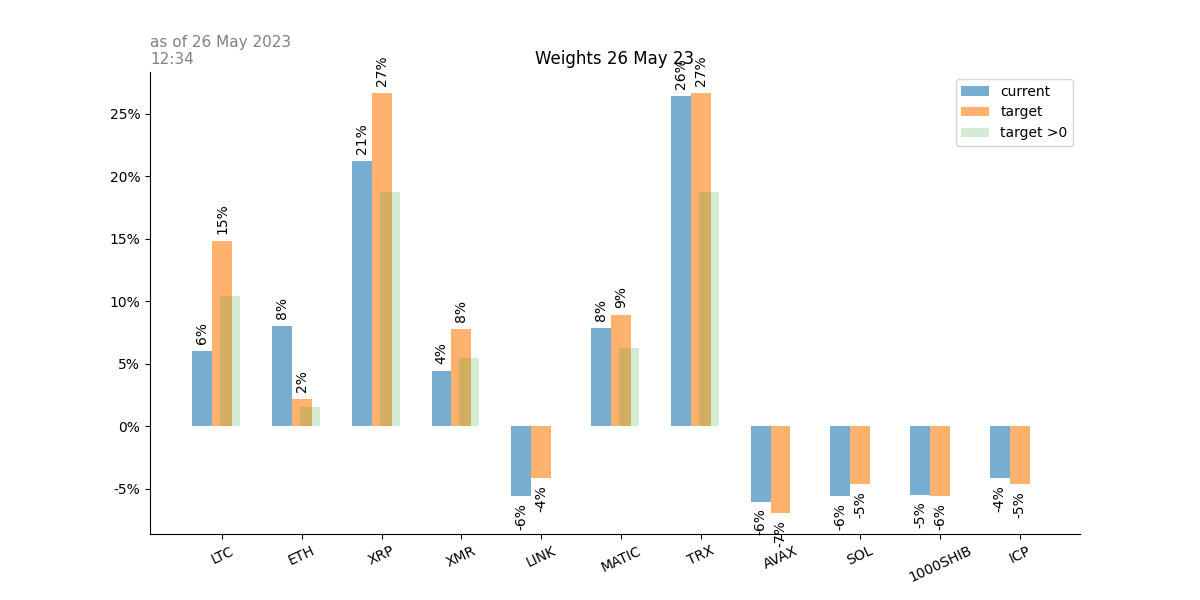 as of 26 May 2023
12:34
Weights 26 May 23
current
target
target >0
25%
20%
15%
10%
5%
0%
-5%
6%
15%
8%
2%
21%
27%
4%
8%
-6%
-4%
8%
9%
26%
27%
-6%
-7%
-6%
-5%
-5%
-6%
-4%
-5%
LTC
ETH
XRP
XMR
LINK
MATIC
TRX
AVAX
SOL
1000SHIB
ICP